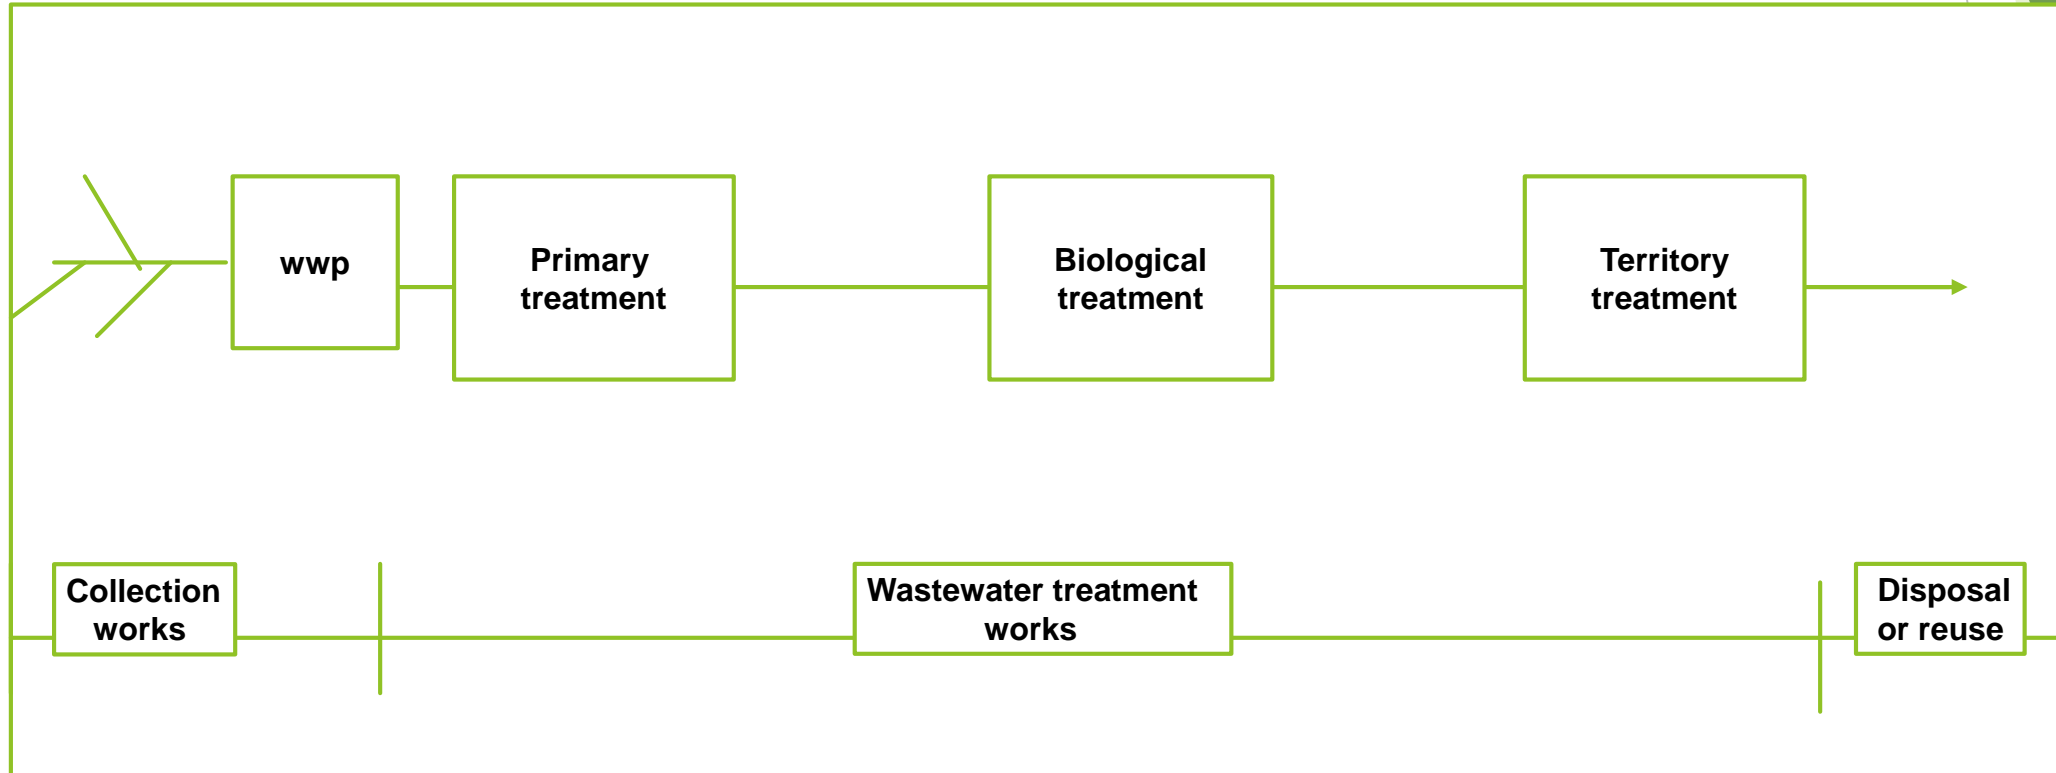 wwp
Primary
treatment
Biological
treatment
Territory
treatment
Collection
works
Wastewater treatment
works
Disposal
or reuse